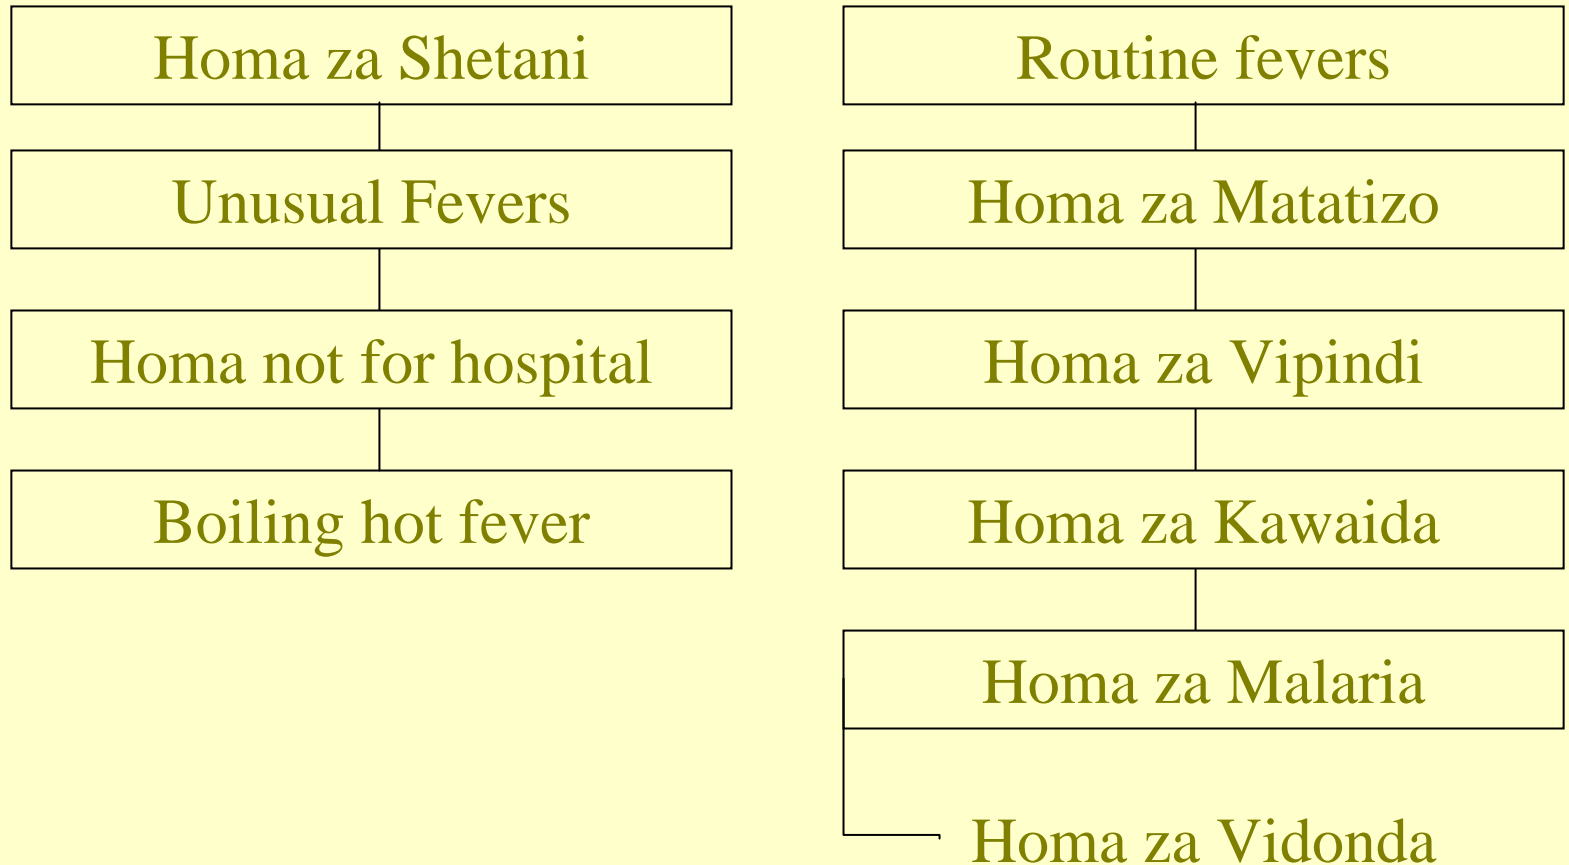 Homa za Shetani
Unusual Fevers
Homa not for hospital
Boiling hot fever
Routine fevers
Homa za Matatizo
Homa za Vipindi
Homa za Kawaida
Homa za Malaria
Homa za Vidonda